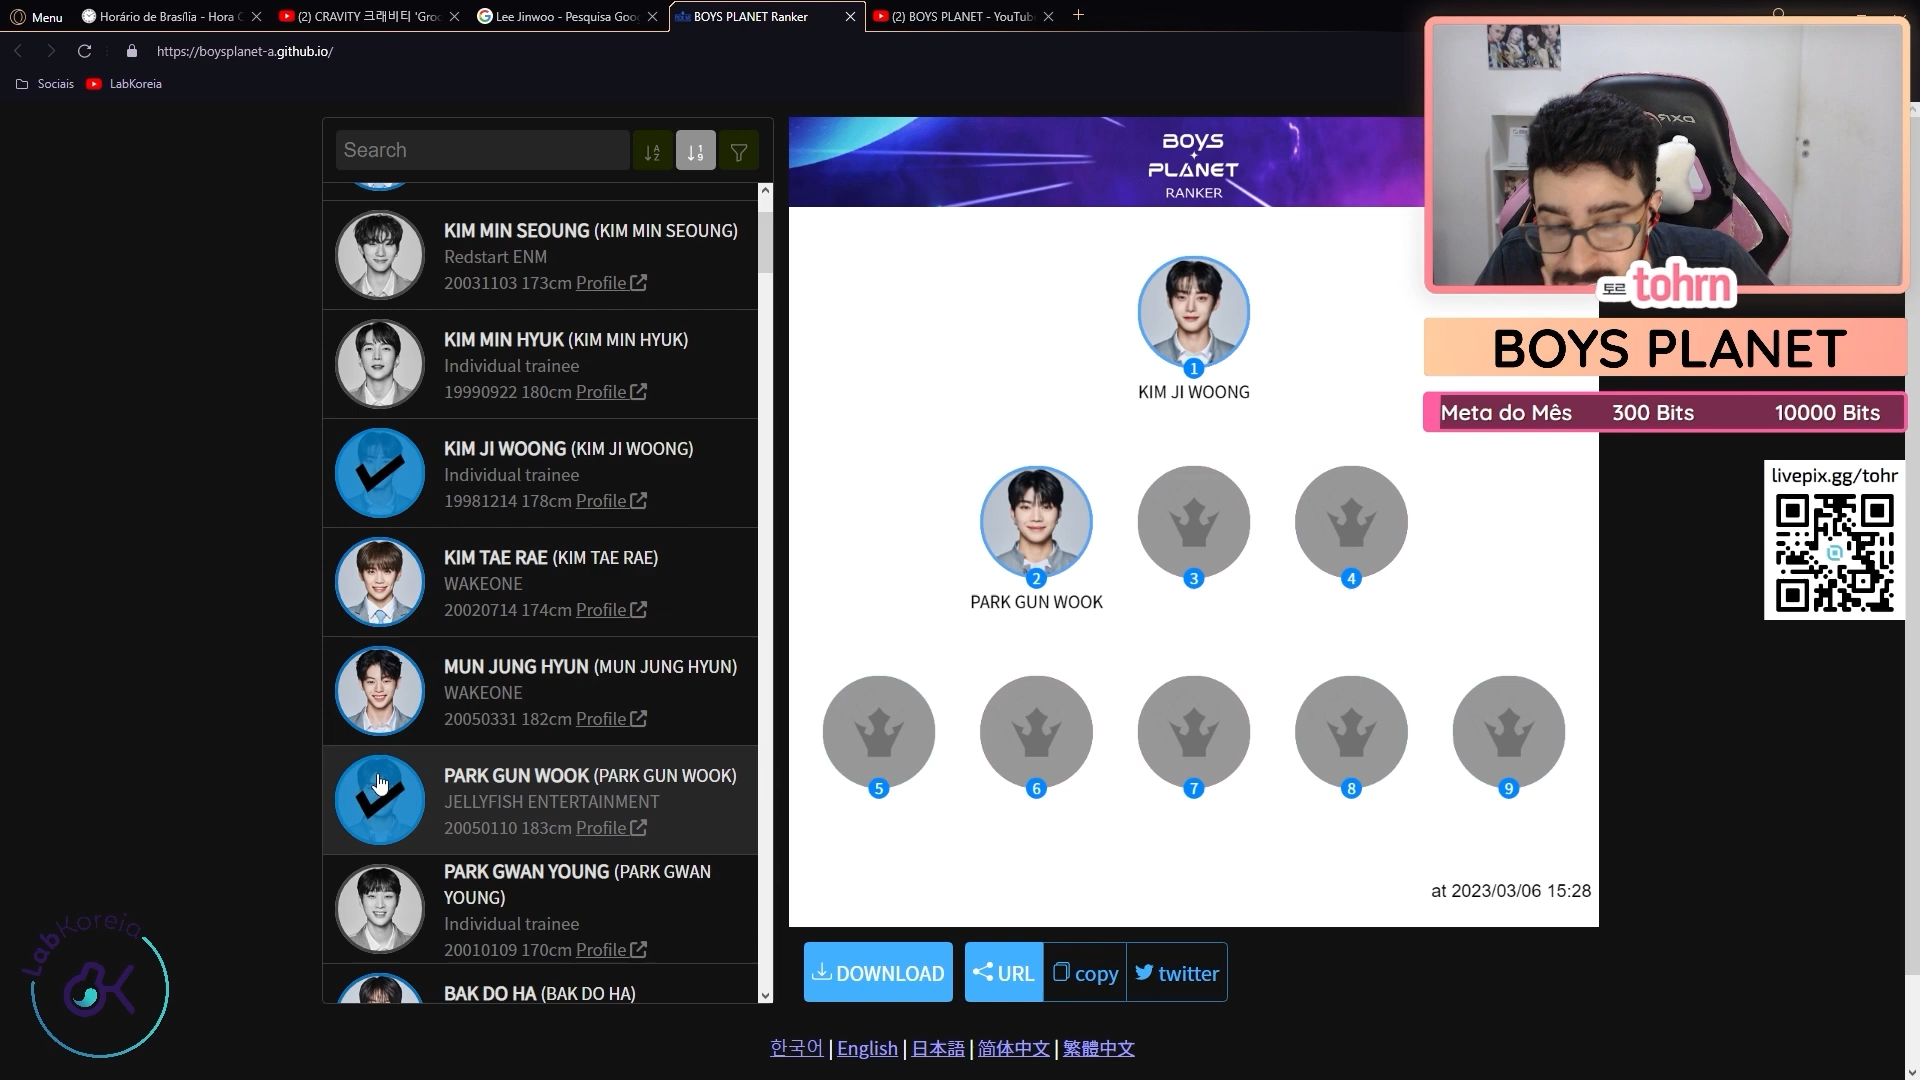 Menu
Horário de Brasília - Hora C
(2) CRAVITY 크래비티 'Groo
Lee Jinwoo - Pesquisa Goo
BOYS PLANET Ranker
(2) BOYS PLANET - YouTub
https://boysplanet-a.github.io/
Sociais
LabKoreia
Search
BOYS
PLANET
RANKER
KIM MIN SEOUNG (KIM MIN SEOUNG)
Redstart ENM
20031103 173cm Profile
KIM MIN HYUK (KIM MIN HYUK)
Individual trainee
19990922 180cm Profile
KIM JI WOONG (KIM JI WOONG)
Individual trainee
19981214 178cm Profile
KIM TAE RAE (KIM TAE RAE)
WAKEONE
20020714 174cm Profile
MUN JUNG HYUN (MUN JUNG HYUN)
WAKEONE
20050331 182cm Profile
PARK GUN WOOK (PARK GUN WOOK)
JELLYFISH ENTERTAINMENT
20050110 183cm Profile
PARK GWAN YOUNG (PARK GWAN
YOUNG)
Individual trainee
20010109 170cm Profile
BAK DO HA (BAK DO HA)
1
KIM JI WOONG
2
3
4
PARK GUN WOOK
5
6
7
8
9
at 2023/03/06 15:28
DOWNLOAD
URL
copy
twitter
한국어 | English | 日本語 | 简体中文 | 繁體中文
토르 tohrn
BOYS PLANET
Meta do Mês 300 Bits 10000 Bits
livepix.gg/tohr
LabKoreia